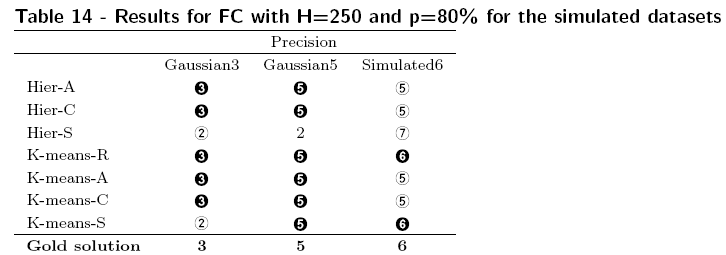 Table 14 - Results for FC with H=250 and p=80% for the simulated datasets
Precision
Gaussian3 Gaussian5 Simulated6
Hier-A ❸ ❺ ⑤
Hier-C ❸ ❺ ⑤
Hier-S ② 2 ⑦
K-means-R ❸ ❺ ❻
K-means-A ❸ ❺ ⑤
K-means-C ❸ ❺ ⑤
K-means-S ② ❺ ❻
Gold solution 3 5 6